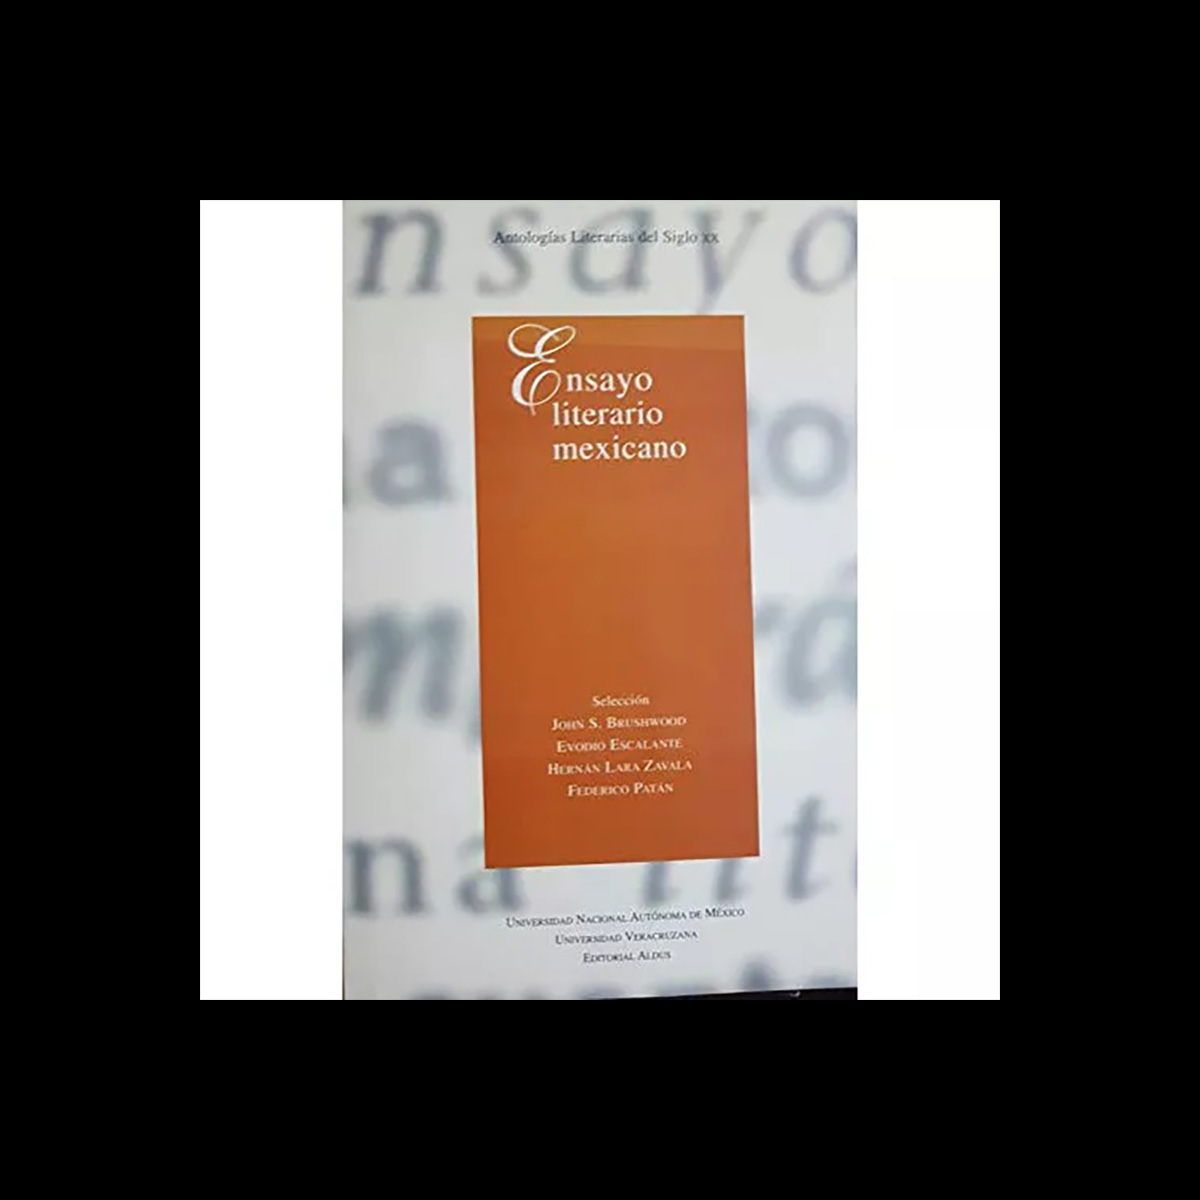 Antologías Literarias del Siglo XX
Ensayo
literario
mexicano
Selección
JOHN S. BRUSHWOOD
EVODIO ESCALANTE
HERNÁN LARA ZAVALA
FEDERICO PATÁN
UNIVERSIDAD NACIONAL AUTÓNOMA DE MÉXICO
UNIVERSIDAD VERACRUZANA
EDITORIAL ALDUS